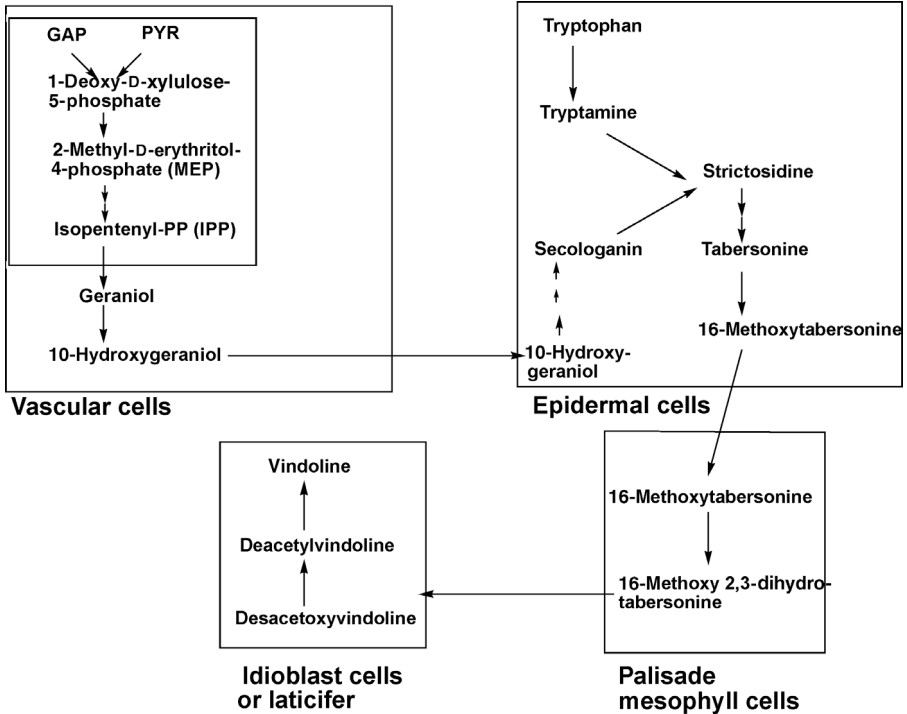 GAP PYR
1-Deoxy-D-xylulose-
5-phosphate
2-Methyl-D-erythritol-
4-phosphate (MEP)
Isopentenyl-PP (IPP)
Geraniol
10-Hydroxygeraniol
Vascular cells
Tryptophan
Tryptamine
Strictosidine
Secologanin
Tabersonine
16-Methoxytabersonine
10-Hydroxy-
geraniol
Epidermal cells
Vindoline
Deacetylvindoline
Desacetoxyvindoline
Idioblast cells
or laticifer
16-Methoxytabersonine
16-Methoxy 2,3-dihydro-
tabersonine
Palisade
mesophyll cells